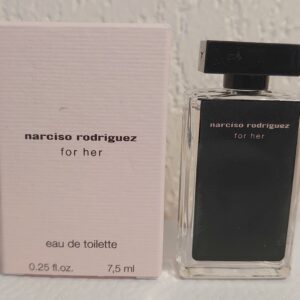 narciso rodriguez
for her
eau de toilette
0.25 fl.oz. 7,5 ml
narciso rodriguez
for her